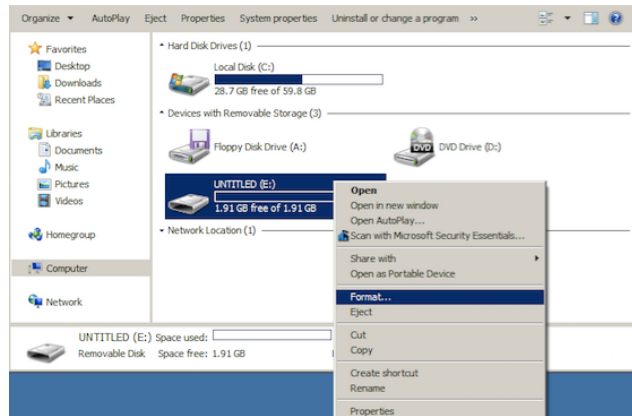 Organize AutoPlay Eject Properties System properties Uninstall or change a program »
Favorites
Desktop
Downloads
Recent Places
Libraries
Documents
Music
Pictures
Videos
Homegroup
Computer
Network
Hard Disk Drives (1)
Local Disk (C:)
28.7 GB free of 59.8 GB
Devices with Removable Storage (3)
Floppy Disk Drive (A:)
DVD Drive (D:)
UNTITLED (E:)
1.91 GB free of 1.91 GB
Network Location (1)
Open
Open in new window
Open AutoPlay...
Scan with Microsoft Security Essentials...
Share with
Open as Portable Device
Format...
Eject
Cut
Copy
Create shortcut
Rename
Properties
UNTITLED (E:) Space used:
Removable Disk Space free: 1.91 GB